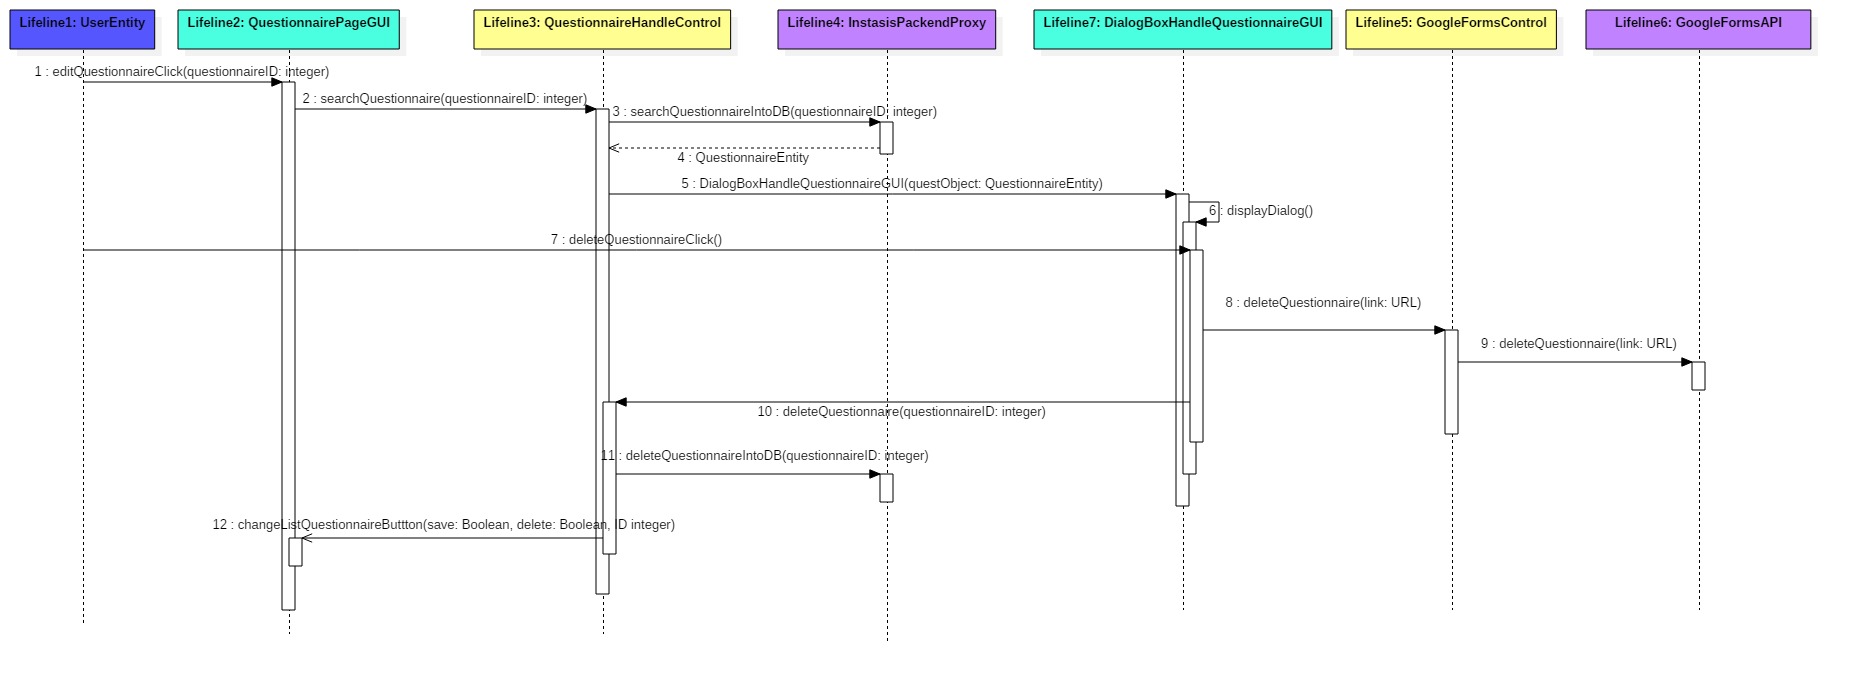 Lifeline1: UserEntity
Lifeline2: QuestionnairePageGUI
Lifeline3: QuestionnaireHandleControl
Lifeline4: InstasisPackendProxy
Lifeline7: DialogBoxHandleQuestionnaireGUI
Lifeline5: GoogleFormsControl
Lifeline6: GoogleFormsAPI
1 : editQuestionnaireClick(questionnaireID: integer)
2 : searchQuestionnaire(questionnaireID: integer)
3 : searchQuestionnaireIntoDB(questionnaireID: integer)
4 : QuestionnaireEntity
5 : DialogBoxHandleQuestionnaireGUI(questObject: QuestionnaireEntity)
6 : displayDialog()
7 : deleteQuestionnaireClick()
8 : deleteQuestionnaire(link: URL)
9 : deleteQuestionnaire(link: URL)
10 : deleteQuestionnaire(questionnaireID: integer)
11 : deleteQuestionnaireIntoDB(questionnaireID: integer)
12 : changeListQuestionnaireButtton(save: Boolean, delete: Boolean, ID integer)